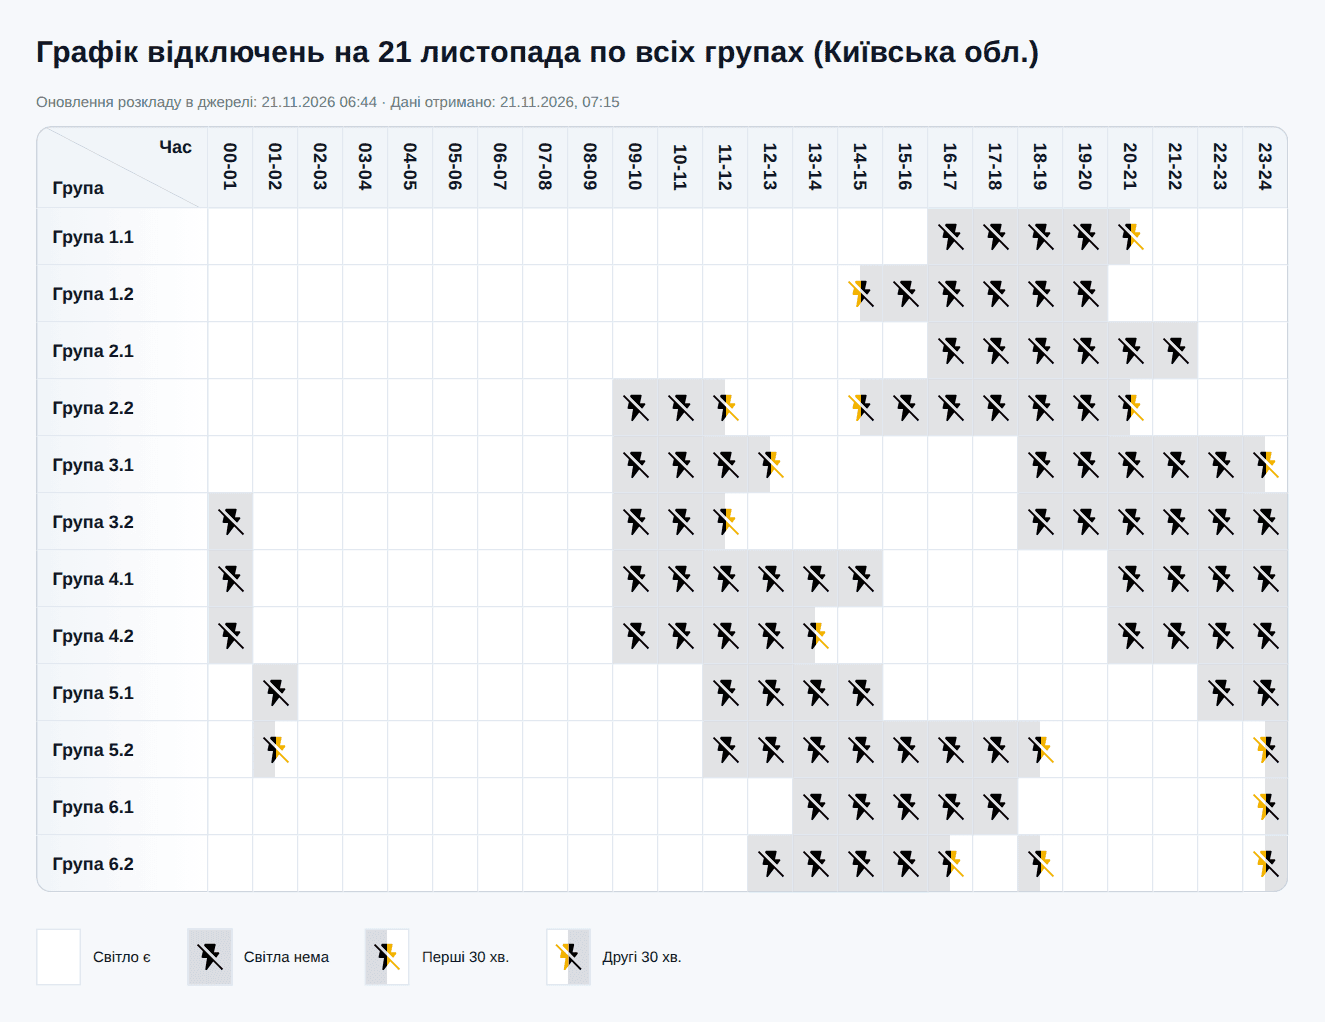 Графік відключень на 21 листопада по всіх групах (Київська обл.)
Оновлення розкладу в джерелі: 21.11.2026 06:44 · Дані отримано: 21.11.2026, 07:15
Час
Група
00-01 01-02 02-03 03-04 04-05 05-06 06-07 07-08 08-09 09-10 10-11 11-12 12-13 13-14 14-15 15-16 16-17 17-18 18-19 19-20 20-21 21-22 22-23 23-24
Група 1.1
Група 1.2
Група 2.1
Група 2.2
Група 3.1
Група 3.2
Група 4.1
Група 4.2
Група 5.1
Група 5.2
Група 6.1
Група 6.2
Світло є Світла нема Перші 30 хв. Другі 30 хв.